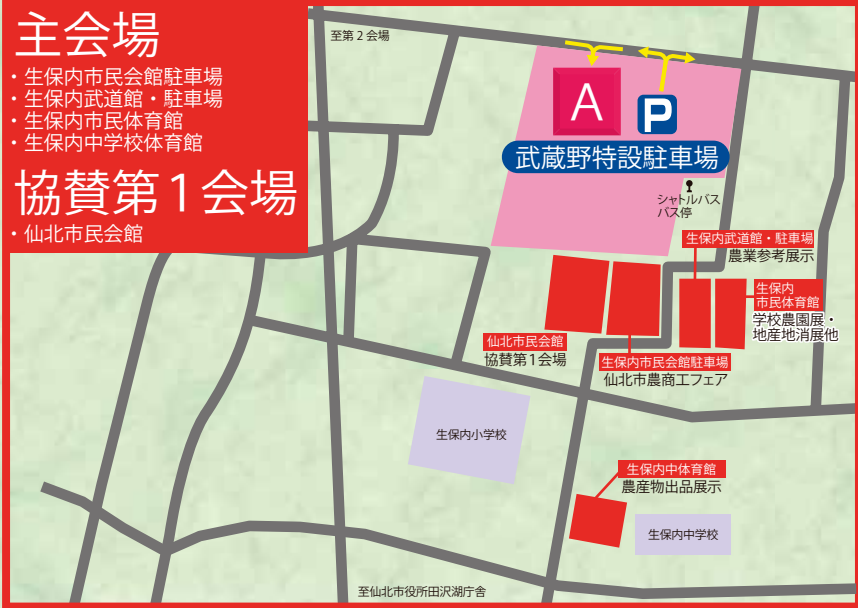 主会場
・生保内市民会館駐車場
・生保内武道館・駐車場
・生保内市民体育館
・生保内中学校体育館
協賛第1会場
・仙北市民会館
至第2会場
A
P
武蔵野特設駐車場
シャトルバス
バス停
生保内武道館・駐車場
農業参考展示
生保内
市民体育館
学校農園展・
地産地消展他
仙北市民会館
協賛第1会場
生保内市民会館駐車場
仙北市農商工フェア
生保内小学校
生保内中体育館
農産物出品展示
生保内中学校
至仙北市役所田沢湖庁舎